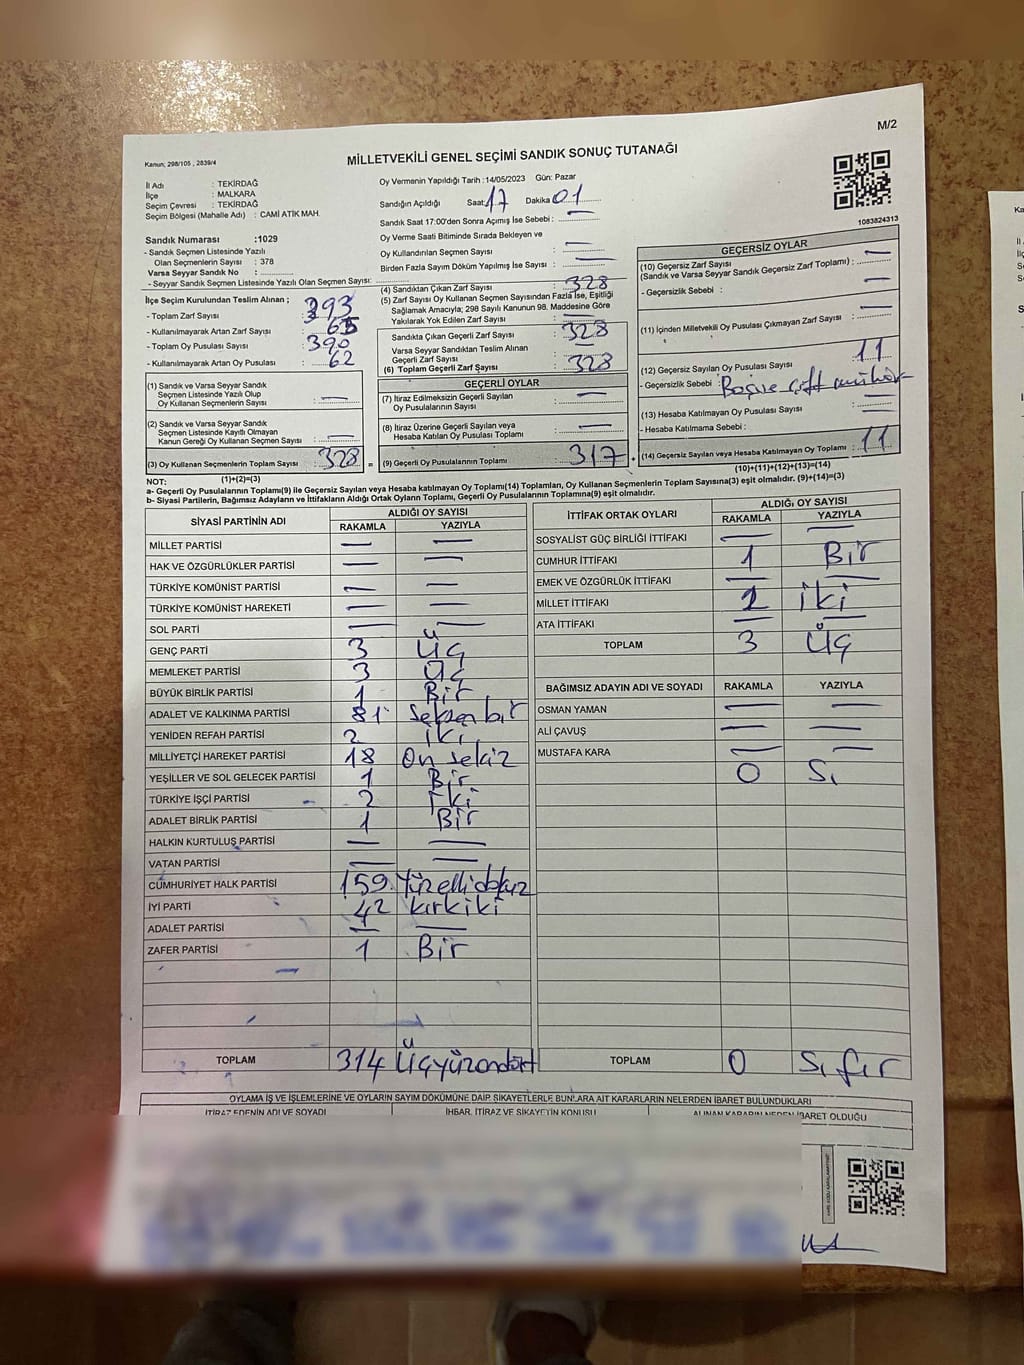 M/2
Kanun; 298/105 , 2839/4
MİLLETVEKİLİ GENEL SEÇİMİ SANDIK SONUÇ TUTANAĞI
İl Adı : TEKİRDAĞ
İlçe : MALKARA
Seçim Çevresi : TEKİRDAĞ
Seçim Bölgesi (Mahalle Adı) : CAMİ ATİK MAH.
Oy Vermenin Yapıldığı Tarih :14/05/2023 Gün: Pazar
Sandığın Açıldığı Saat 17 Dakika 01
Sandık Saat 17:00'den Sonra Açılmış İse Sebebi : —
Oy Verme Saati Bitiminde Sırada Bekleyen ve
Oy Kullandırılan Seçmen Sayısı : —
Birden Fazla Sayım Döküm Yapılmış İse Sayısı : —
1083824313
Sandık Numarası :1029
- Sandık Seçmen Listesinde Yazılı
Olan Seçmenlerin Sayısı : 378
Varsa Seyyar Sandık No :
- Seyyar Sandık Seçmen Listesinde Yazılı Olan Seçmen Sayısı:
İlçe Seçim Kurulundan Teslim Alınan ;
- Toplam Zarf Sayısı : 393
- Kullanılmayarak Artan Zarf Sayısı : 65
- Toplam Oy Pusulası Sayısı : 390
- Kullanılmayarak Artan Oy Pusulası : 62
(1) Sandık ve Varsa Seyyar Sandık
Seçmen Listesinde Yazılı Olup
Oy Kullanan Seçmenlerin Sayısı : —
(2) Sandık ve Varsa Seyyar Sandık
Seçmen Listesinde Kayıtlı Olmayan
Kanun Gereği Oy Kullanan Seçmen Sayısı : —
(3) Oy Kullanan Seçmenlerin Toplam Sayısı : 328
(4) Sandıktan Çıkan Zarf Sayısı : 328
(5) Zarf Sayısı Oy Kullanan Seçmen Sayısından Fazla İse, Eşitliği
Sağlamak Amacıyla; 298 Sayılı Kanunun 98. Maddesine Göre
Yakılarak Yok Edilen Zarf Sayısı : —
Sandıkta Çıkan Geçerli Zarf Sayısı : 328
Varsa Seyyar Sandıktan Teslim Alınan
Geçerli Zarf Sayısı : —
(6) Toplam Geçerli Zarf Sayısı : 328
GEÇERLİ OYLAR
(7) İtiraz Edilmeksizin Geçerli Sayılan
Oy Pusulalarının Sayısı : —
(8) İtiraz Üzerine Geçerli Sayılan veya
Hesaba Katılan Oy Pusulası Toplamı : —
= (9) Geçerli Oy Pusulalarının Toplamı : 317 +
GEÇERSİZ OYLAR
(10) Geçersiz Zarf Sayısı
(Sandık ve Varsa Seyyar Sandık Geçersiz Zarf Toplamı) : —
- Geçersizlik Sebebi : —
(11) İçinden Milletvekili Oy Pusulası Çıkmayan Zarf Sayısı : —
(12) Geçersiz Sayılan Oy Pusulası Sayısı : 11
- Geçersizlik Sebebi : Boş ve çift mühür
(13) Hesaba Katılmayan Oy Pusulası Sayısı : —
- Hesaba Katılmama Sebebi : —
(14) Geçersiz Sayılan veya Hesaba Katılmayan Oy Toplamı : 11
NOT: (1)+(2)=(3) (10)+(11)+(12)+(13)=(14)
a- Geçerli Oy Pusulalarının Toplamı(9) ile Geçersiz Sayılan veya Hesaba katılmayan Oy Toplamı(14) Toplamları, Oy Kullanan Seçmenlerin Toplam Sayısına(3) eşit olmalıdır. (9)+(14)=(3)
b- Siyasi Partilerin, Bağımsız Adayların ve İttifakların Aldığı Ortak Oyların Toplamı, Geçerli Oy Pusulalarının Toplamına(9) eşit olmalıdır.
SİYASİ PARTİNİN ADI ALDIĞI OY SAYISI
RAKAMLA YAZIYLA
MİLLET PARTİSİ — —
HAK VE ÖZGÜRLÜKLER PARTİSİ — —
TÜRKİYE KOMÜNİST PARTİSİ — —
TÜRKİYE KOMÜNİST HAREKETİ — —
SOL PARTİ — —
GENÇ PARTİ 3 Üç
MEMLEKET PARTİSİ 3 Üç
BÜYÜK BİRLİK PARTİSİ 1 Bir
ADALET VE KALKINMA PARTİSİ 81 Seksen bir
YENİDEN REFAH PARTİSİ 2 iki
MİLLİYETÇİ HAREKET PARTİSİ 18 On sekiz
YEŞİLLER VE SOL GELECEK PARTİSİ 1 Bir
TÜRKİYE İŞÇİ PARTİSİ 2 iki
ADALET BİRLİK PARTİSİ 1 Bir
HALKIN KURTULUŞ PARTİSİ — —
VATAN PARTİSİ — —
CUMHURİYET HALK PARTİSİ 159 Yüzellidokuz
İYİ PARTİ 42 kırkiki
ADALET PARTİSİ — —
ZAFER PARTİSİ 1 Bir
TOPLAM 314 Üçyüzondört
İTTİFAK ORTAK OYLARI ALDIĞI OY SAYISI
RAKAMLA YAZIYLA
SOSYALİST GÜÇ BİRLİĞİ İTTİFAKI — —
CUMHUR İTTİFAKI 1 Bir
EMEK VE ÖZGÜRLÜK İTTİFAKI — —
MİLLET İTTİFAKI 2 iki
ATA İTTİFAKI — —
TOPLAM 3 Üç
BAĞIMSIZ ADAYIN ADI VE SOYADI RAKAMLA YAZIYLA
OSMAN YAMAN — —
ALİ ÇAVUŞ — —
MUSTAFA KARA — —
0 Sı
TOPLAM 0 Sıfır
OYLAMA İŞ VE İŞLEMLERİNE VE OYLARIN SAYIM DÖKÜMÜNE DAİR ŞİKAYETLERLE BUNLARA AİT KARARLARIN NELERDEN İBARET BULUNDUKLARI
İTİRAZ EDENİN ADI VE SOYADI İHBAR, İTİRAZ VE ŞİKAYETİN KONUSU ALINAN KARARIN NEDEN İBARET OLDUĞU